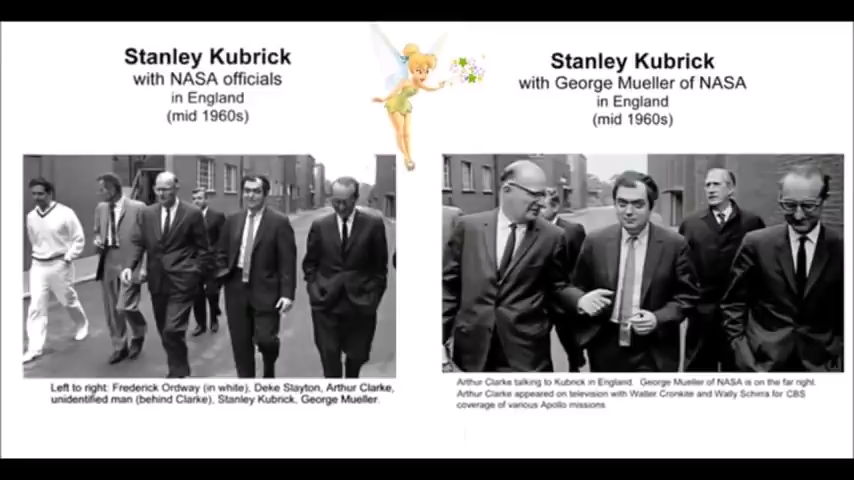 Stanley Kubrick
with NASA officials
in England
(mid 1960s)
Left to right: Frederick Ordway (in white), Deke Slayton, Arthur Clarke,
unidentified man (behind Clarke), Stanley Kubrick, George Mueller.
Stanley Kubrick
with George Mueller of NASA
in England
(mid 1960s)
Arthur Clarke talking to Kubrick in England. George Mueller of NASA is on the far right.
Arthur Clarke appeared on television with Walter Cronkite and Wally Schirra for CBS
coverage of various Apollo missions